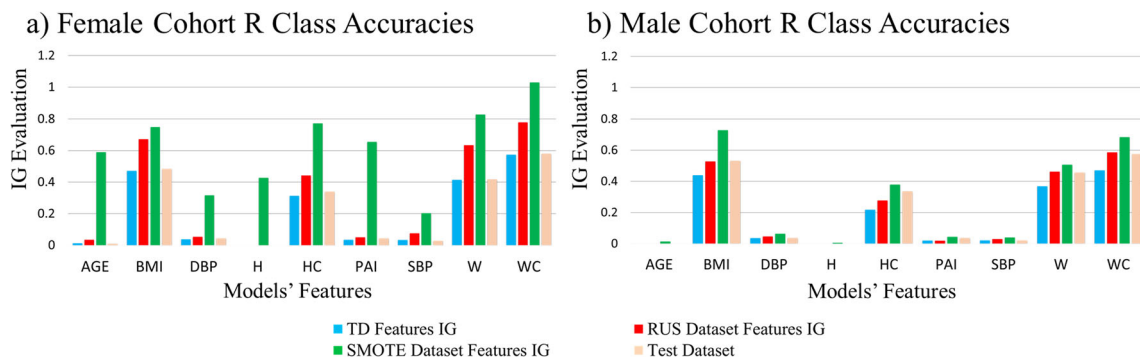 a) Female Cohort R Class Accuracies
IG Evaluation
1.2
1
0.8
0.6
0.4
0.2
0
AGE BMI DBP H HC PAI SBP W WC
Models' Features
b) Male Cohort R Class Accuracies
IG Evaluation
1.2
1
0.8
0.6
0.4
0.2
0
AGE BMI DBP H HC PAI SBP W WC
Models' Features
TD Features IG
RUS Dataset Features IG
SMOTE Dataset Features IG
Test Dataset